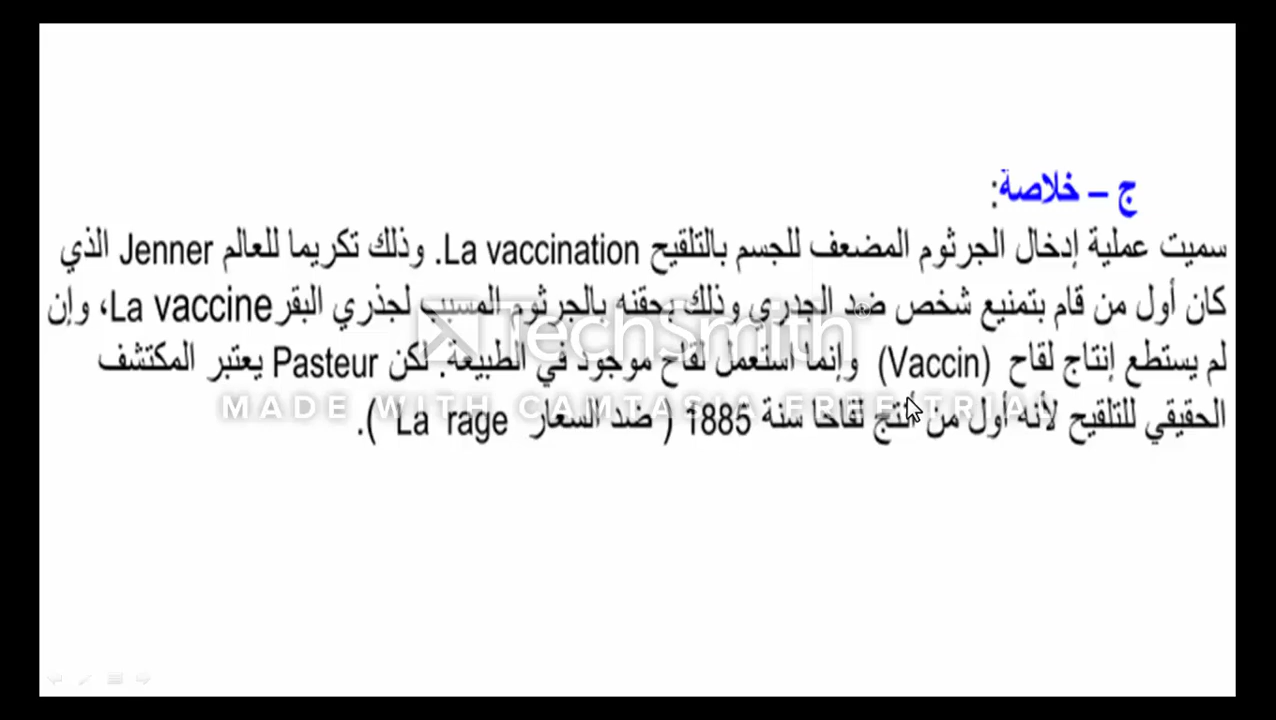 ج – خلاصة:
سميت عملية إدخال الجرثوم المضعف للجسم بالتلقيح La vaccination. وذلك تكريما للعالم Jenner الذي
كان أول من قام بتمنيع شخص ضد الجدري وذلك بحقنه بالجرثوم المسبب لجذري البقرLa vaccine، وإن
لم يستطع إنتاج لقاح (Vaccin) وإنما استعمل لقاح موجود في الطبيعة. لكن Pasteur يعتبر المكتشف
الحقيقي للتلقيح لأنه أول من أنتج لقاحا سنة 1885 ( ضد السعار La rage ).
TechSmith®
MADE WITH CAMTASIA FREE TRIAL